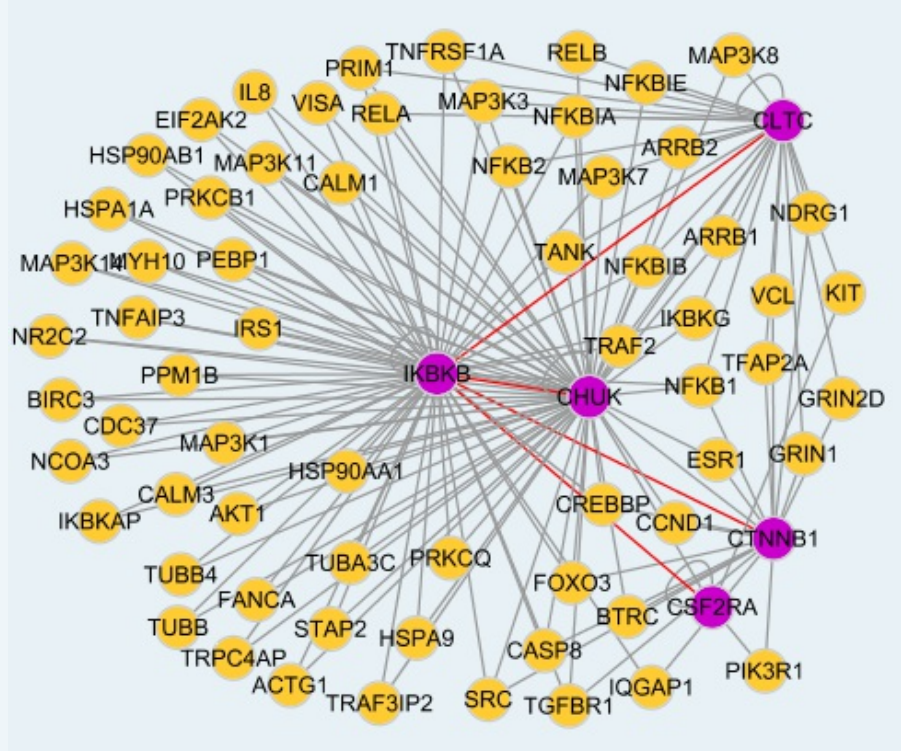 TNFRSF1A
RELB
MAP3K8
PRIM1
NFKBIE
IL8
VISA
RELA
MAP3K3
NFKBIA
CLTC
EIF2AK2
HSP90AB1
MAP3K11
CALM1
NFKB2
MAP3K7
ARRB2
HSPA1A
PRKCB1
NDRG1
MAP3K14
MYH10
PEBP1
TANK
NFKBIB
ARRB1
VCL
KIT
NR2C2
TNFAIP3
IRS1
IKBKG
TRAF2
TFAP2A
PPM1B
IKBKB
CHUK
NFKB1
BIRC3
GRIN2D
CDC37
MAP3K1
NCOA3
HSP90AA1
ESR1
GRIN1
CALM3
IKBKAP
AKT1
CREBBP
CCND1
CTNNB1
TUBB4
TUBA3C
PRKCQ
FOXO3
FANCA
BTRC
CSF2RA
TUBB
STAP2
HSPA9
CASP8
TRPC4AP
PIK3R1
ACTG1
TRAF3IP2
SRC
TGFBR1
IQGAP1